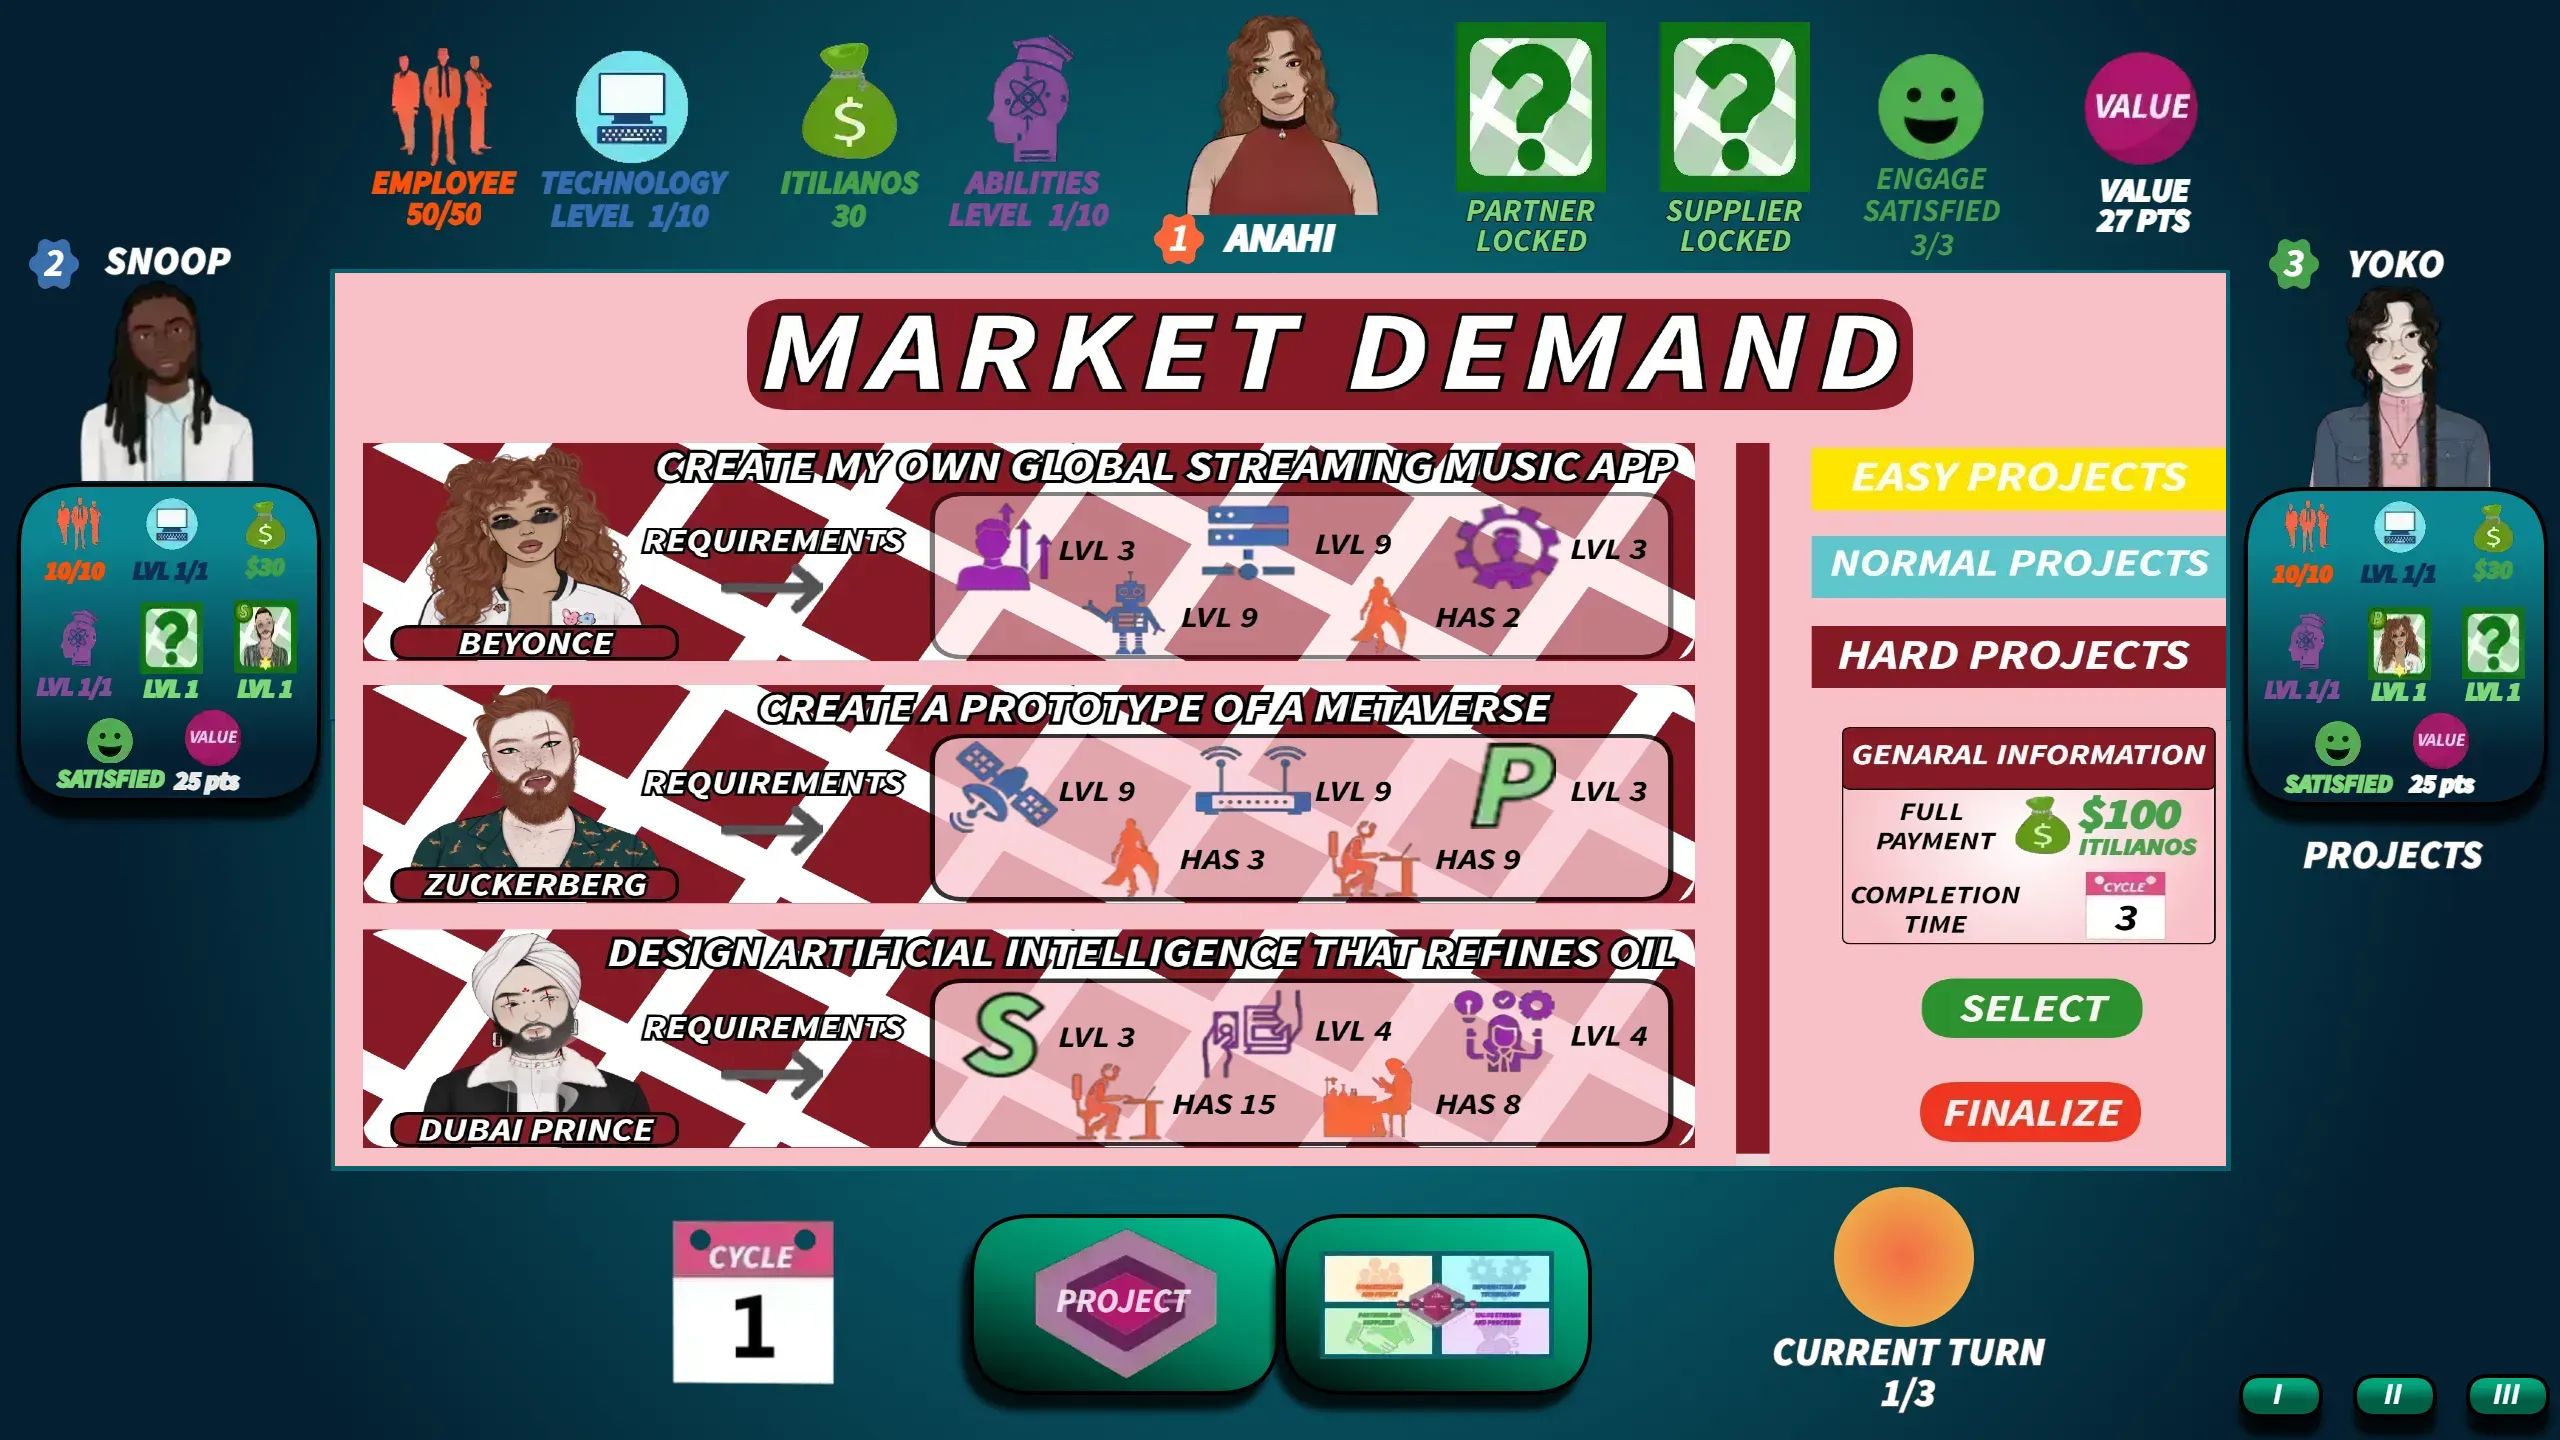 EMPLOYEE
50/50
TECHNOLOGY
LEVEL 1/10
$
ITILIANOS
30
ABILITIES
LEVEL 1/10
1 ANAHI
?
PARTNER
LOCKED
?
SUPPLIER
LOCKED
ENGAGE
SATISFIED
3/3
VALUE
VALUE
27 PTS
2 SNOOP
10/10
LVL 1/1
$
$30
LVL 1/1
?
LVL 1
S
LVL 1
SATISFIED
VALUE
25 pts
MARKET DEMAND
CREATE MY OWN GLOBAL STREAMING MUSIC APP
REQUIREMENTS
LVL 3
LVL 9
LVL 3
LVL 9
HAS 2
BEYONCE
CREATE A PROTOTYPE OF A METAVERSE
REQUIREMENTS
LVL 9
LVL 9
P
LVL 3
HAS 3
HAS 9
ZUCKERBERG
DESIGN ARTIFICIAL INTELLIGENCE THAT REFINES OIL
REQUIREMENTS
S
LVL 3
LVL 4
LVL 4
HAS 15
HAS 8
DUBAI PRINCE
EASY PROJECTS
NORMAL PROJECTS
HARD PROJECTS
GENARAL INFORMATION
FULL
PAYMENT
$
$100
ITILIANOS
COMPLETION
TIME
CYCLE
3
SELECT
FINALIZE
3 YOKO
10/10
LVL 1/1
$
$30
LVL 1/1
LVL 1
?
LVL 1
SATISFIED
VALUE
25 pts
PROJECTS
CYCLE
1
PROJECT
CURRENT TURN
1/3
I
II
III